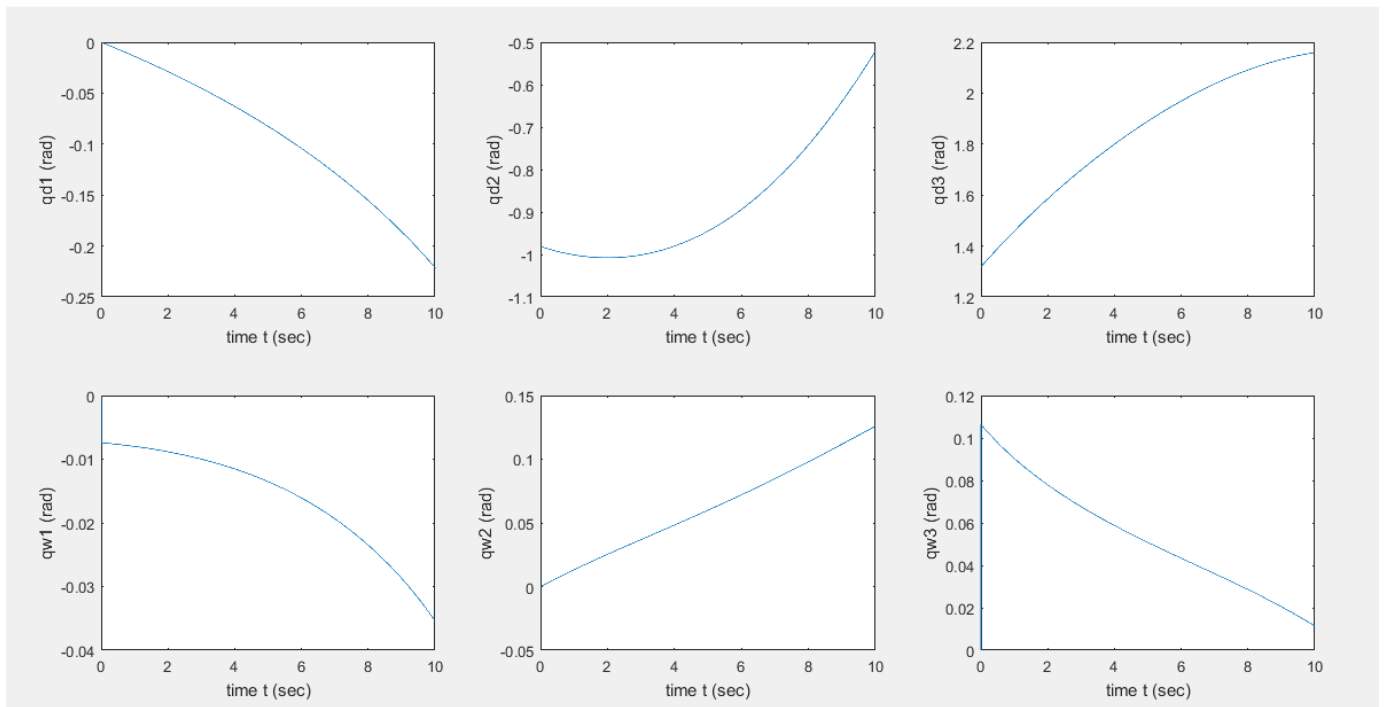 qd1 (rad)
0
-0.05
-0.1
-0.15
-0.2
-0.25
0 2 4 6 8 10
time t (sec)
qd2 (rad)
-0.5
-0.6
-0.7
-0.8
-0.9
-1
-1.1
0 2 4 6 8 10
time t (sec)
qd3 (rad)
2.2
2
1.8
1.6
1.4
1.2
0 2 4 6 8 10
time t (sec)
qw1 (rad)
0
-0.01
-0.02
-0.03
-0.04
0 2 4 6 8 10
time t (sec)
qw2 (rad)
0.15
0.1
0.05
0
-0.05
0 2 4 6 8 10
time t (sec)
qw3 (rad)
0.12
0.1
0.08
0.06
0.04
0.02
0
0 2 4 6 8 10
time t (sec)